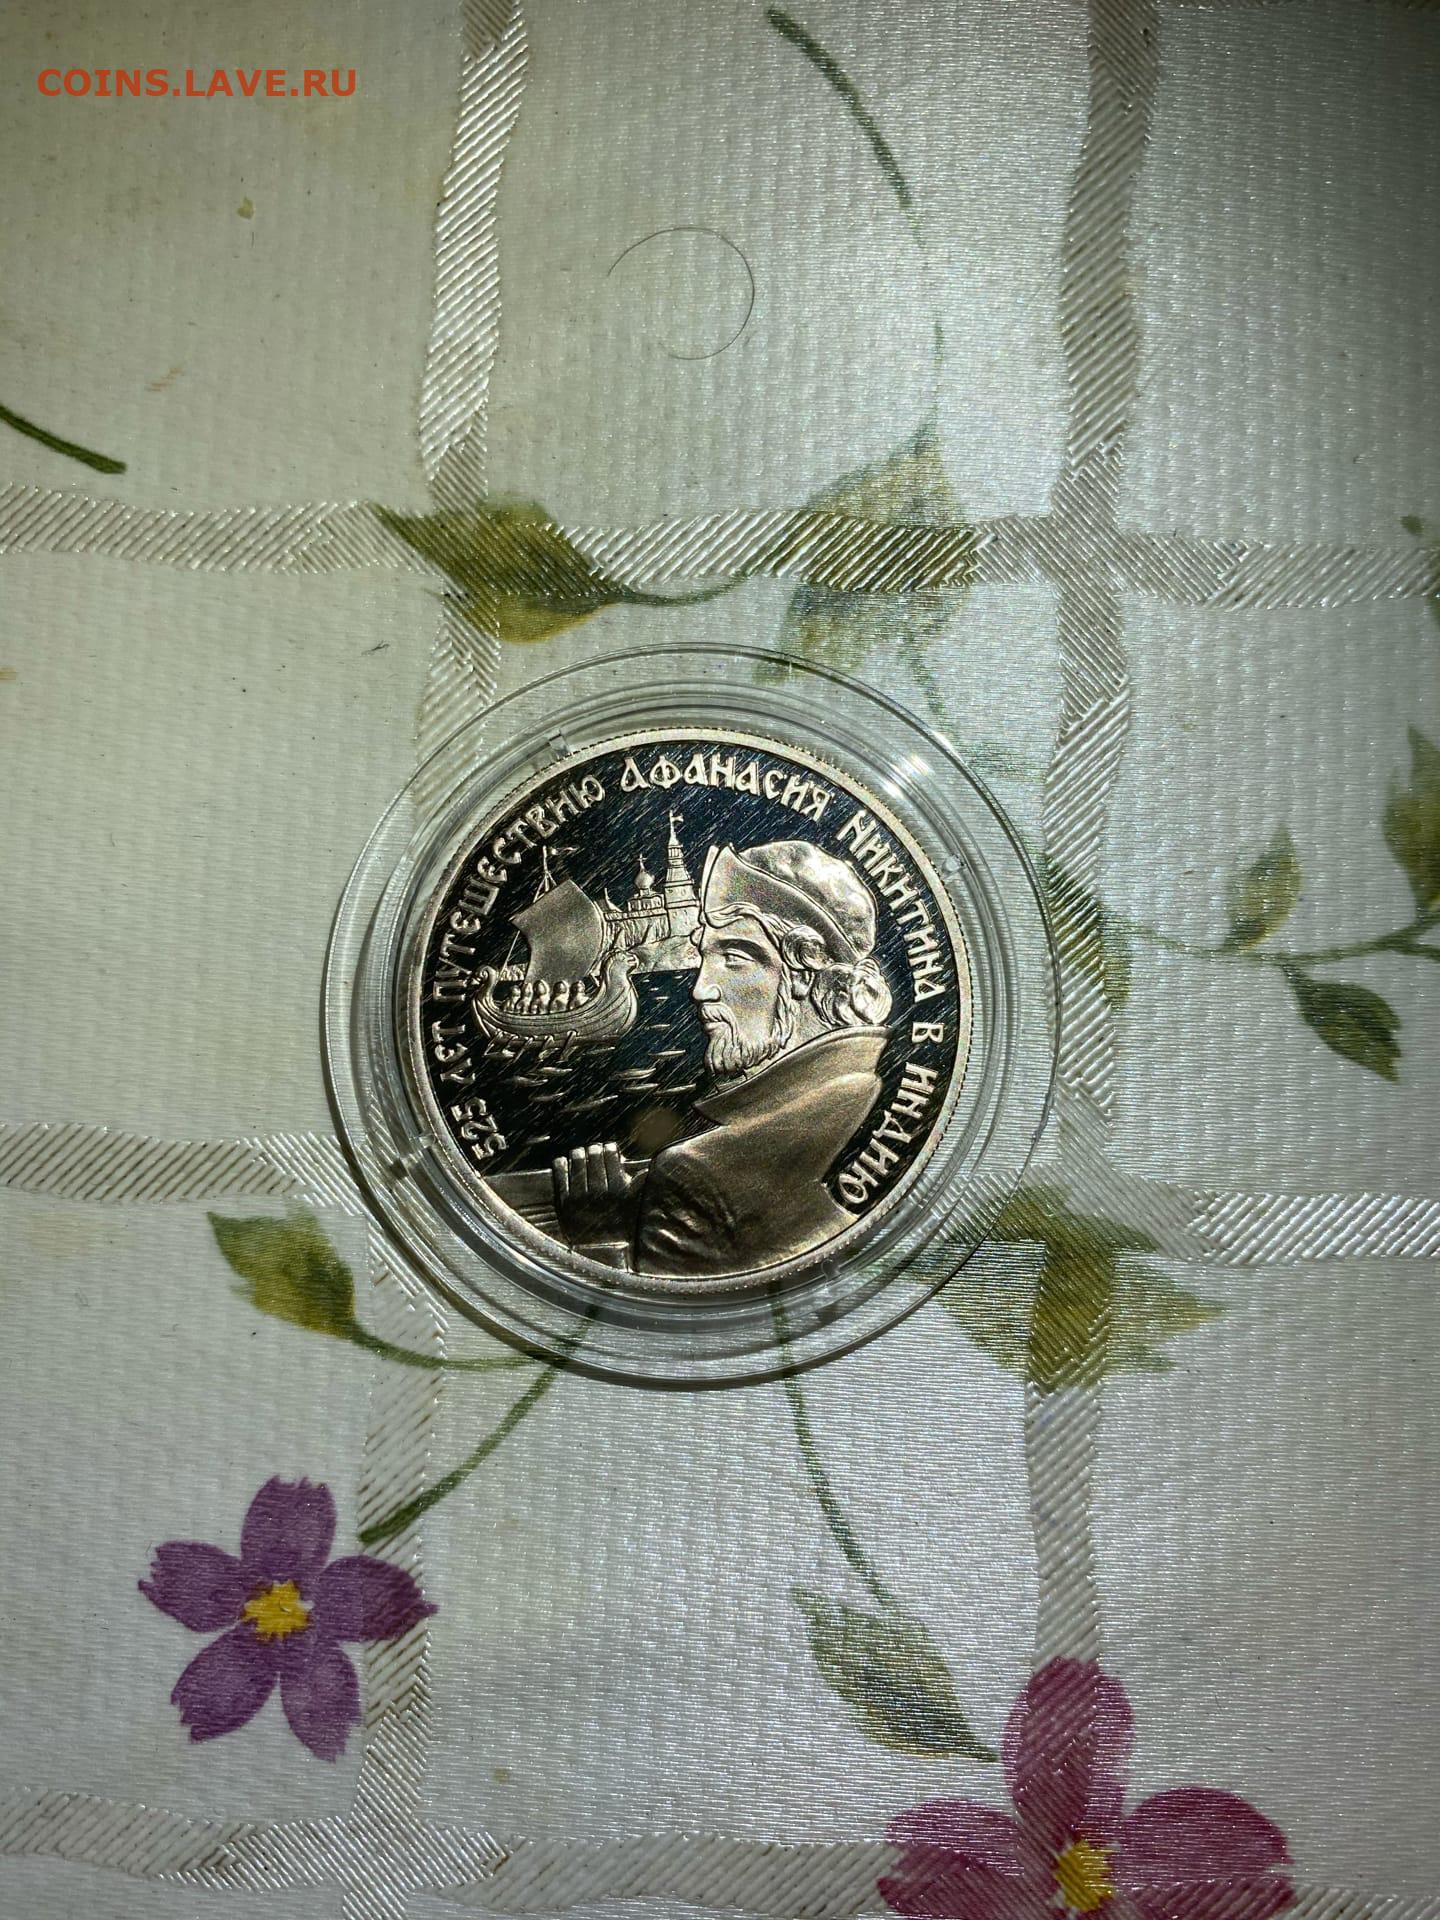 COINS.LAVE.RU
525 ЛЕТ ПУТЕШЕСТВИЮ АФАНАСИЯ НИКИТИНА В ИНДИЮ